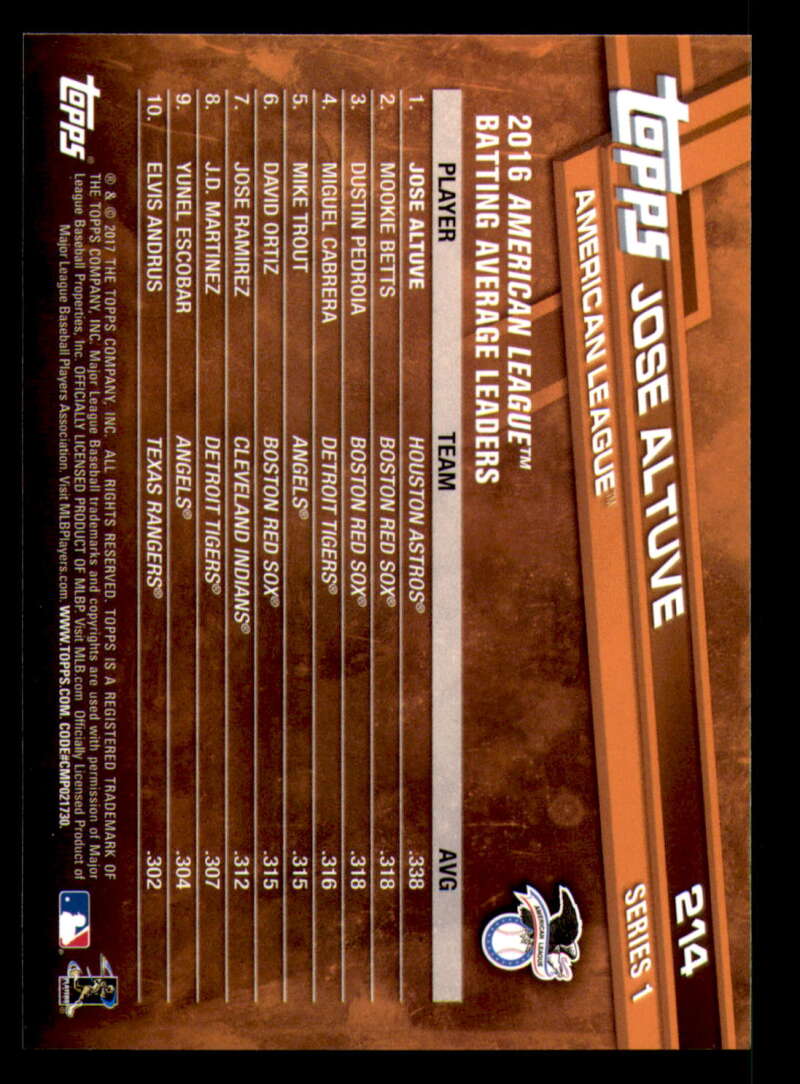 TOPPS JOSE ALTUVE 214
AMERICAN LEAGUE™ SERIES 1
2016 AMERICAN LEAGUE™
BATTING AVERAGE LEADERS
AMERICAN LEAGUE
PLAYER TEAM AVG
1. JOSE ALTUVE HOUSTON ASTROS® .338
2. MOOKIE BETTS BOSTON RED SOX® .318
3. DUSTIN PEDROIA BOSTON RED SOX® .318
4. MIGUEL CABRERA DETROIT TIGERS® .316
5. MIKE TROUT ANGELS® .315
6. DAVID ORTIZ BOSTON RED SOX® .315
7. JOSE RAMIREZ CLEVELAND INDIANS® .312
8. J.D. MARTINEZ DETROIT TIGERS® .307
9. YUNEL ESCOBAR ANGELS® .304
10. ELVIS ANDRUS TEXAS RANGERS® .302
TOPPS®
® & © 2017 THE TOPPS COMPANY, INC. ALL RIGHTS RESERVED. TOPPS IS A REGISTERED TRADEMARK OF
THE TOPPS COMPANY, INC. Major League Baseball trademarks and copyrights are used with permission of Major
League Baseball Properties, Inc. OFFICIALLY LICENSED PRODUCT OF MLBP. Visit MLB.com Officially Licensed Product of
Major League Baseball Players Association. Visit MLBPlayers.com. WWW.TOPPS.COM. CODE#CMP021730.
PLAYERS